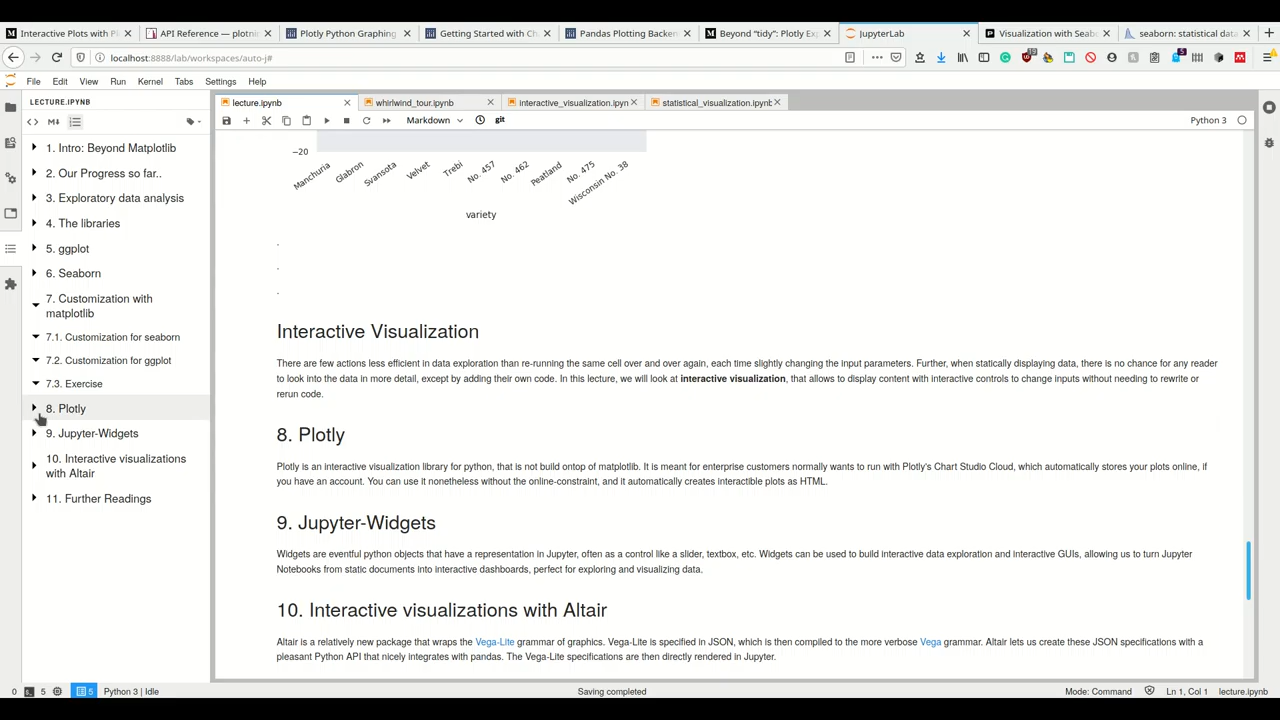 Interactive Plots with Pl
API Reference — plotni
Plotly Python Graphing
Getting Started with Ch
Pandas Plotting Backen
Beyond “tidy”: Plotly Ex
JupyterLab
Visualization with Seab
seaborn: statistical data
localhost:8888/lab/workspaces/auto-j#
File Edit View Run Kernel Tabs Settings Help
LECTURE.IPYNB
lecture.ipynb
whirlwind_tour.ipynb
interactive_visualization.ipyn
statistical_visualization.ipynb
Markdown
git
Python 3
1. Intro: Beyond Matplotlib
2. Our Progress so far..
3. Exploratory data analysis
4. The libraries
5. ggplot
6. Seaborn
7. Customization with
matplotlib
7.1. Customization for seaborn
7.2. Customization for ggplot
7.3. Exercise
8. Plotly
9. Jupyter-Widgets
10. Interactive visualizations
with Altair
11. Further Readings
−20
Manchuria
Glabron
Svansota
Velvet
Trebi
No. 457
No. 462
Peatland
No. 475
Wisconsin No. 38
variety
.
.
.
Interactive Visualization
There are few actions less efficient in data exploration than re-running the same cell over and over again, each time slightly changing the input parameters. Further, when statically displaying data, there is no chance for any reader
to look into the data in more detail, except by adding their own code. In this lecture, we will look at interactive visualization, that allows to display content with interactive controls to change inputs without needing to rewrite or
rerun code.
8. Plotly
Plotly is an interactive visualization library for python, that is not build ontop of matplotlib. It is meant for enterprise customers normally wants to run with Plotly's Chart Studio Cloud, which automatically stores your plots online, if
you have an account. You can use it nonetheless without the online-constraint, and it automatically creates interactible plots as HTML.
9. Jupyter-Widgets
Widgets are eventful python objects that have a representation in Jupyter, often as a control like a slider, textbox, etc. Widgets can be used to build interactive data exploration and interactive GUIs, allowing us to turn Jupyter
Notebooks from static documents into interactive dashboards, perfect for exploring and visualizing data.
10. Interactive visualizations with Altair
Altair is a relatively new package that wraps the Vega-Lite grammar of graphics. Vega-Lite is specified in JSON, which is then compiled to the more verbose Vega grammar. Altair lets us create these JSON specifications with a
pleasant Python API that nicely integrates with pandas. The Vega-Lite specifications are then directly rendered in Jupyter.
0 5 5 Python 3 | Idle
Saving completed
Mode: Command
Ln 1, Col 1
lecture.ipynb